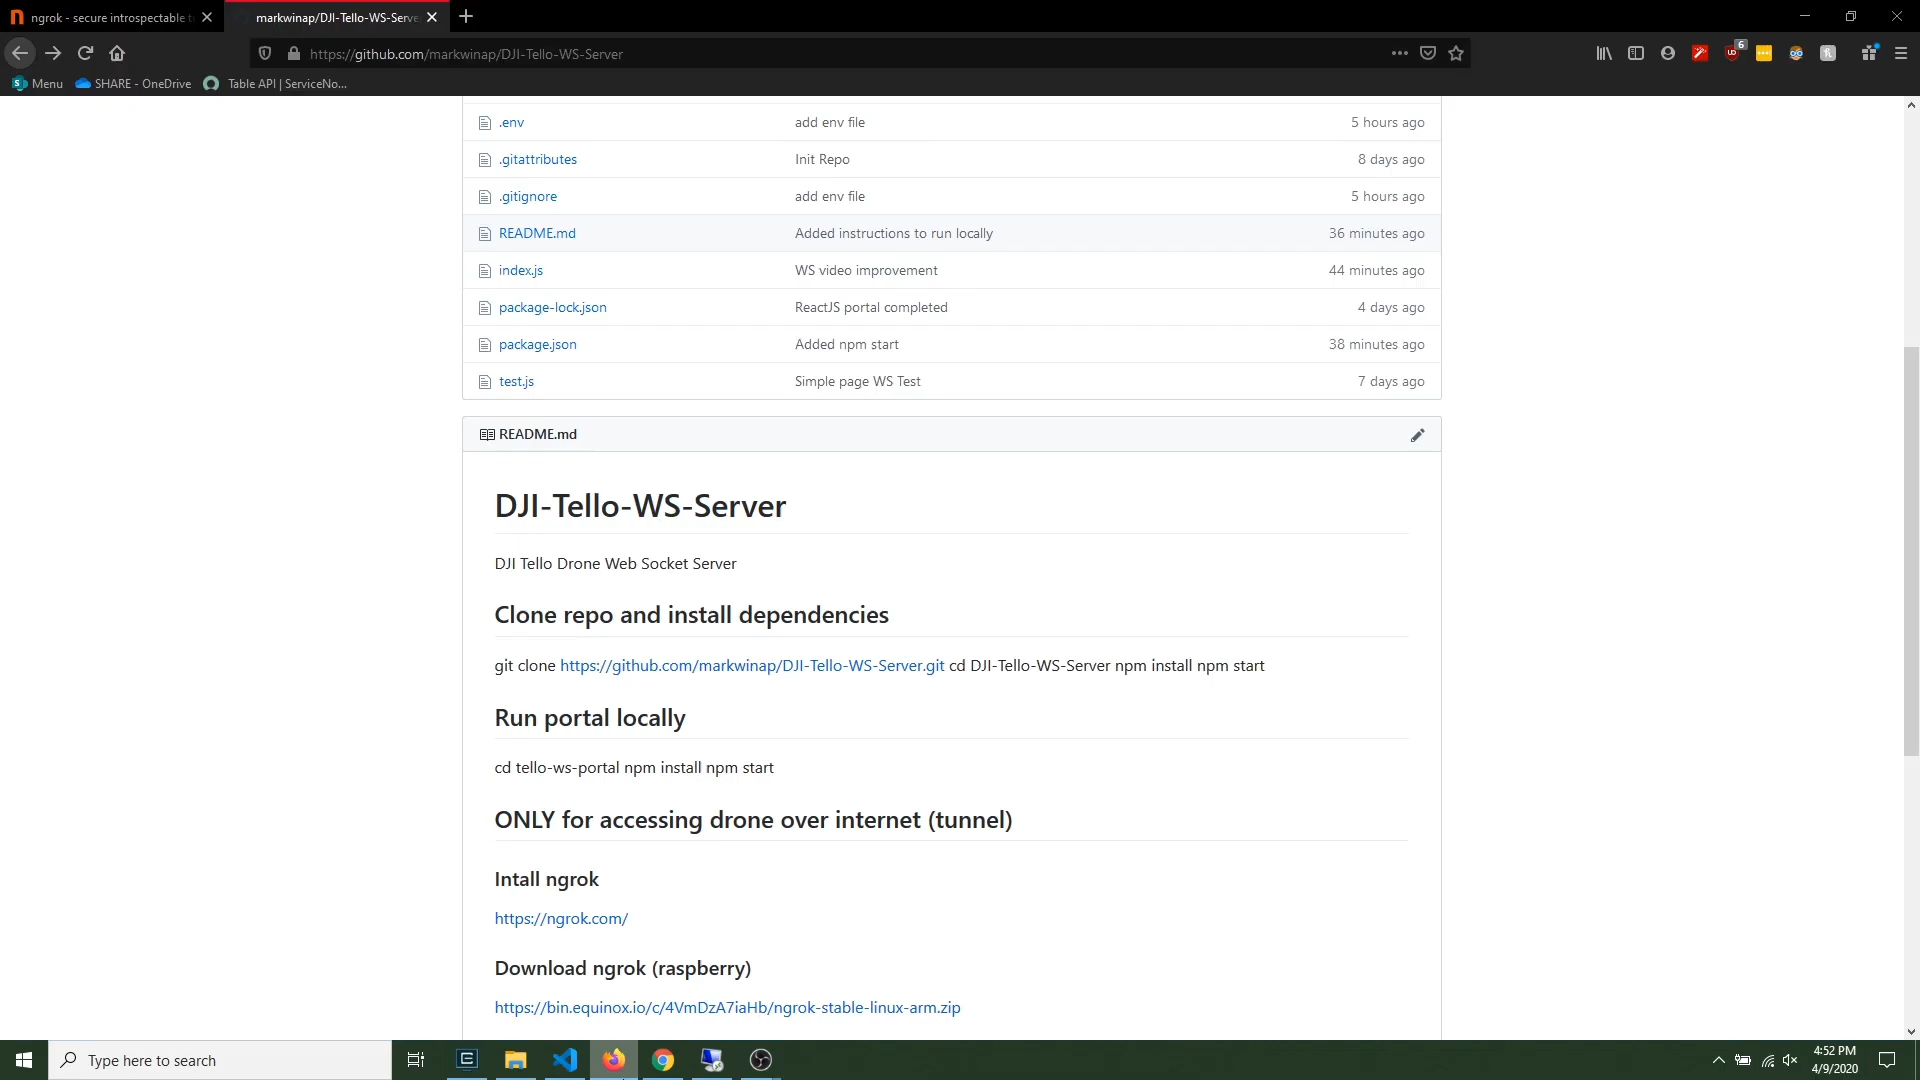 ngrok - secure introspectable t
markwinap/DJI-Tello-WS-Serve
https://github.com/markwinap/DJI-Tello-WS-Server
6
Menu
SHARE - OneDrive
Table API | ServiceNo...
.env add env file 5 hours ago
.gitattributes Init Repo 8 days ago
.gitignore add env file 5 hours ago
README.md Added instructions to run locally 36 minutes ago
index.js WS video improvement 44 minutes ago
package-lock.json ReactJS portal completed 4 days ago
package.json Added npm start 38 minutes ago
test.js Simple page WS Test 7 days ago
README.md
DJI-Tello-WS-Server
DJI Tello Drone Web Socket Server
Clone repo and install dependencies
git clone https://github.com/markwinap/DJI-Tello-WS-Server.git cd DJI-Tello-WS-Server npm install npm start
Run portal locally
cd tello-ws-portal npm install npm start
ONLY for accessing drone over internet (tunnel)
Intall ngrok
https://ngrok.com/
Download ngrok (raspberry)
https://bin.equinox.io/c/4VmDzA7iaHb/ngrok-stable-linux-arm.zip
Type here to search
4:52 PM
4/9/2020